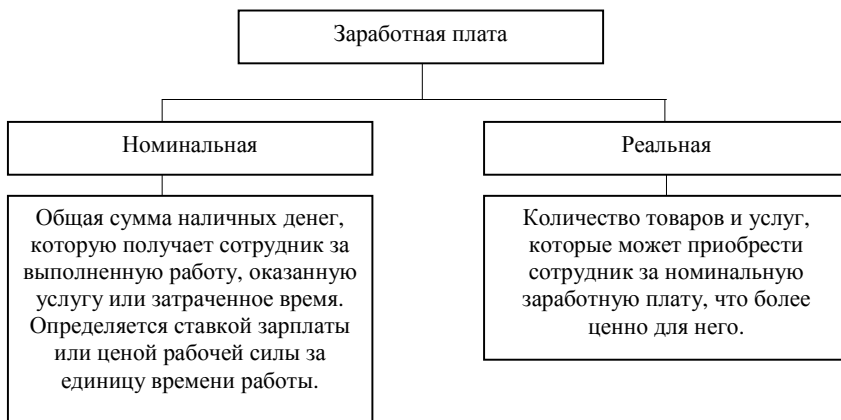 Заработная плата
Номинальная
Реальная
Общая сумма наличных денег,
которую получает сотрудник за
выполненную работу, оказанную
услугу или затраченное время.
Определяется ставкой зарплаты
или ценой рабочей силы за
единицу времени работы.
Количество товаров и услуг,
которые может приобрести
сотрудник за номинальную
заработную плату, что более
ценно для него.